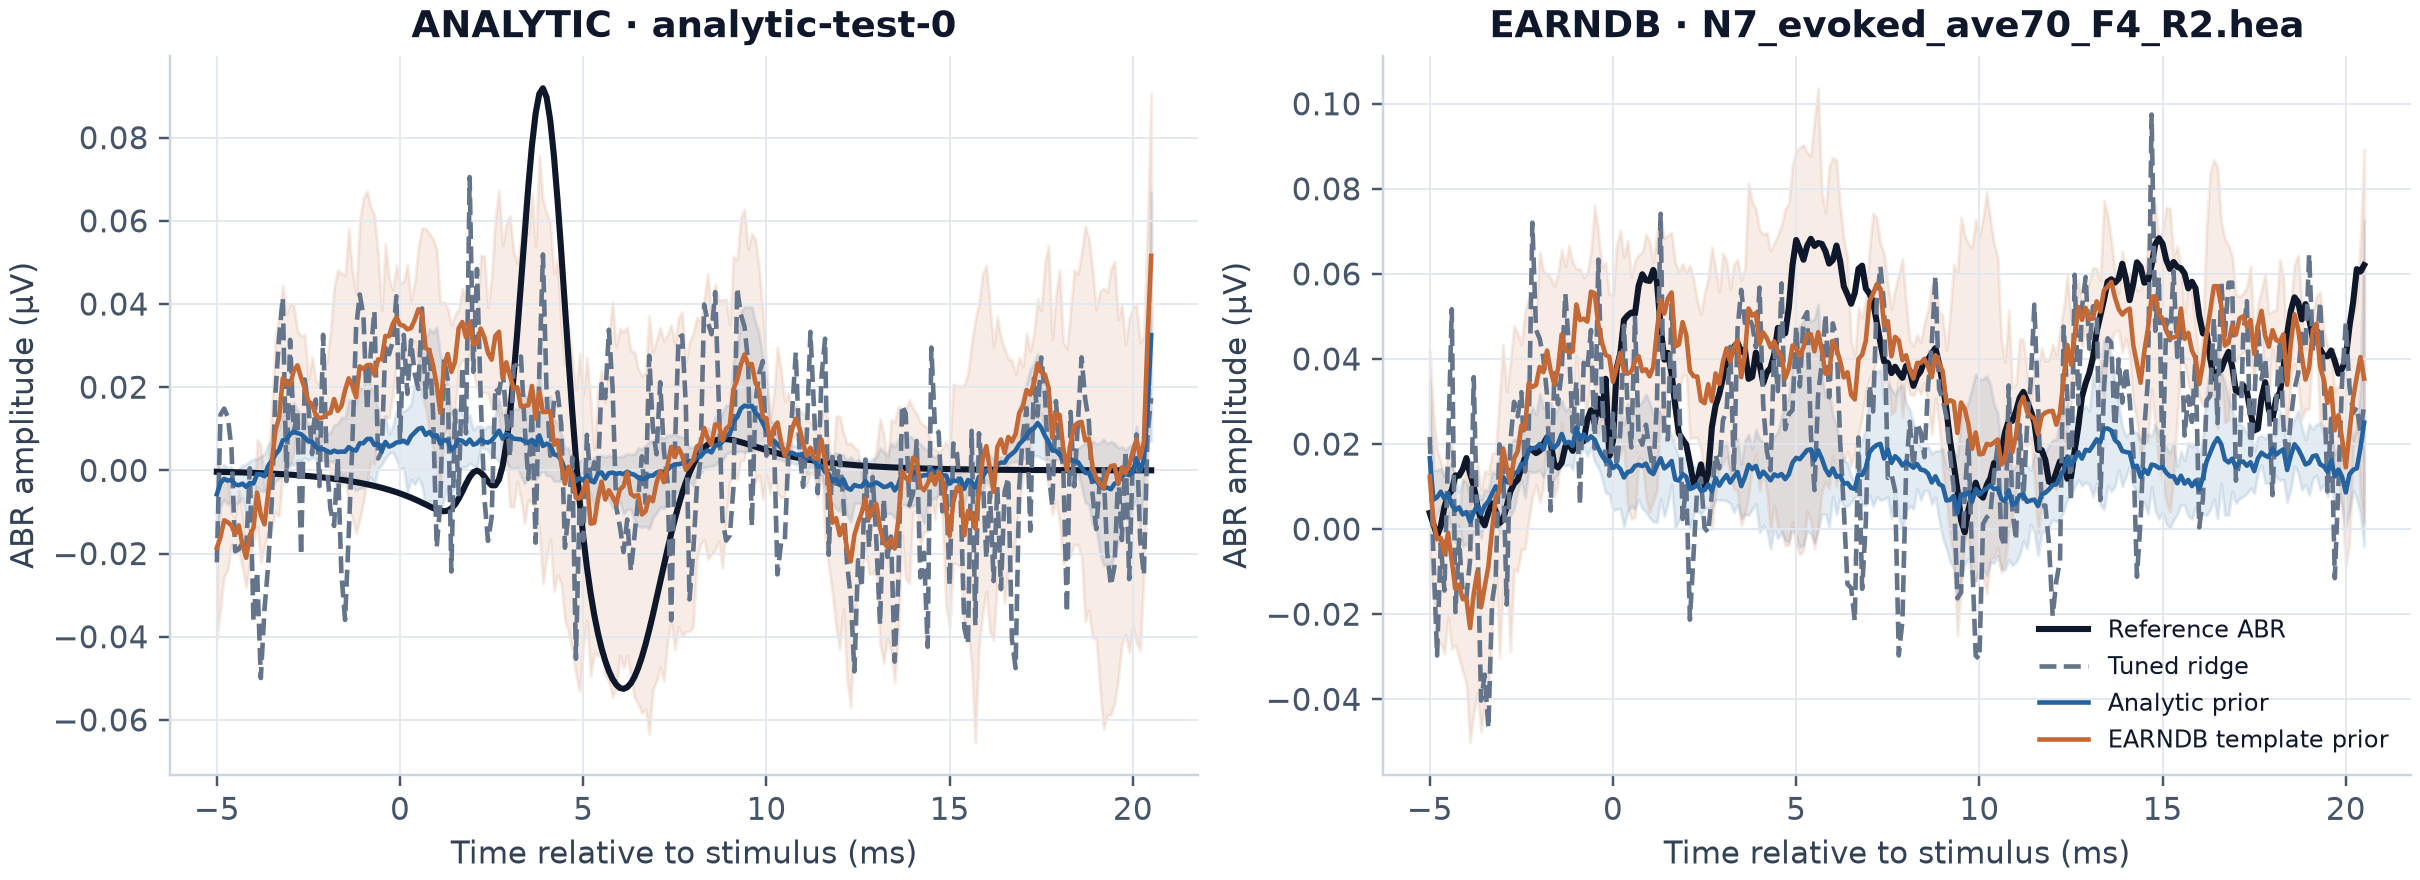 ANALYTIC · analytic-test-0
ABR amplitude (µV)
0.08
0.06
0.04
0.02
0.00
−0.02
−0.04
−0.06
−5
0
5
10
15
20
Time relative to stimulus (ms)
EARNDB · N7_evoked_ave70_F4_R2.hea
ABR amplitude (µV)
0.10
0.08
0.06
0.04
0.02
0.00
−0.02
−0.04
Reference ABR
Tuned ridge
Analytic prior
EARNDB template prior
−5
0
5
10
15
20
Time relative to stimulus (ms)